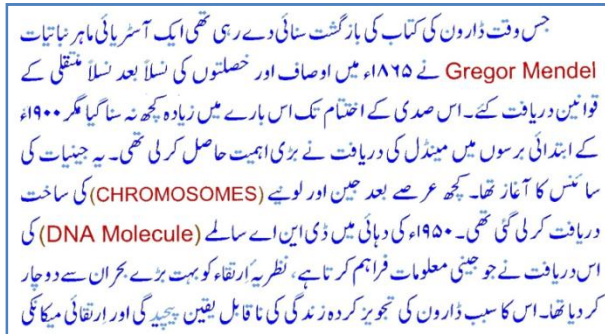 جس وقت ڈارون کی کتاب کی بازگشت سنائی دے رہی تھی ایک آسٹریائی ماہر نباتیات
Gregor Mendel نے ۱۸۶۵ء میں اوصاف اور خصلتوں کی نسلاً بعد نسلاً منتقلی کے
قوانین دریافت کئے۔ اس صدی کے اختتام تک اس بارے میں زیادہ کچھ نہ سنا گیا مگر ۱۹۰۰ء
کے ابتدائی برسوں میں مینڈل کی دریافت نے بڑی اہمیت حاصل کر لی تھی۔ یہ جینیات کی
سائنس کا آغاز تھا۔ کچھ عرصے بعد جین اور لونیے (CHROMOSOMES) کی ساخت
دریافت کر لی گئی تھی۔ ۱۹۵۰ء کی دہائی میں ڈی این اے سالمے (DNA Molecule) کی
اس دریافت نے جو جینی معلومات فراہم کرتا ہے، نظریۂ اِرتقاء کو بہت بڑے بحران سے دوچار
کر دیا تھا۔ اس کا سبب ڈارون کی تجویز کردہ زندگی کی ناقابل یقین پیچیدگی اور اِرتقائی میکانکی